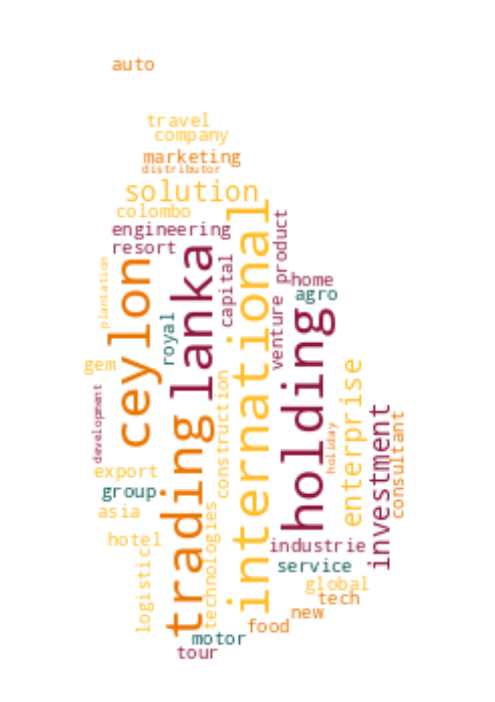 auto
travel
company
marketing
distributor
solution
colombo
engineering
resort
international
product
capital
lanka
ceylon
plantation
home
agro
venture
royal
holding
gem
enterprise
construction
development
investment
consultant
holiday
trading
export
group
asia
technologies
hotel
industrie
logistic
service
global
tech
new
food
motor
tour